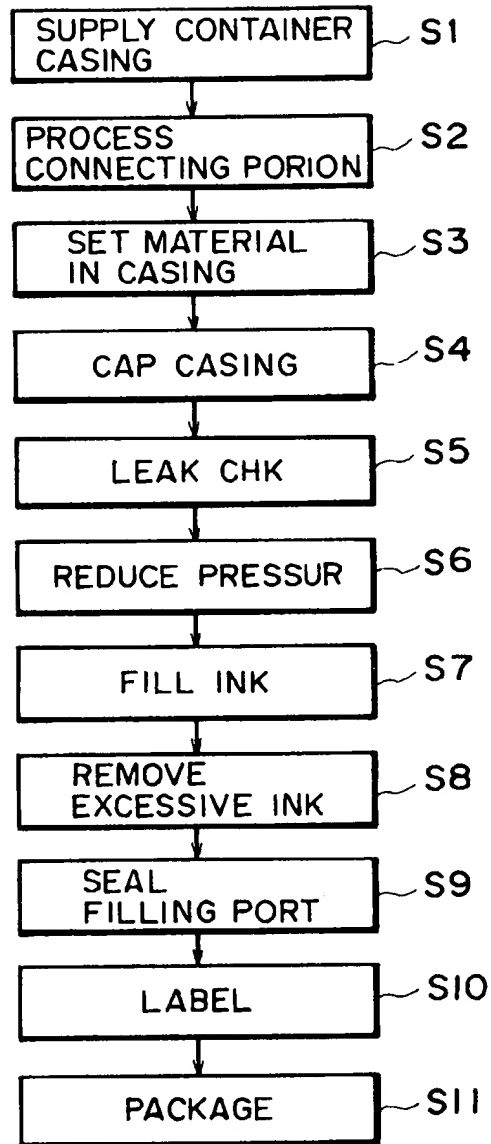 SUPPLY CONTAINER
CASING
S1
PROCESS
CONNECTING PORION
S2
SET MATERIAL
IN CASING
S3
CAP CASING
S4
LEAK CHK
S5
REDUCE PRESSUR
S6
FILL INK
S7
REMOVE
EXCESSIVE INK
S8
SEAL
FILLING PORT
S9
LABEL
S10
PACKAGE
S11